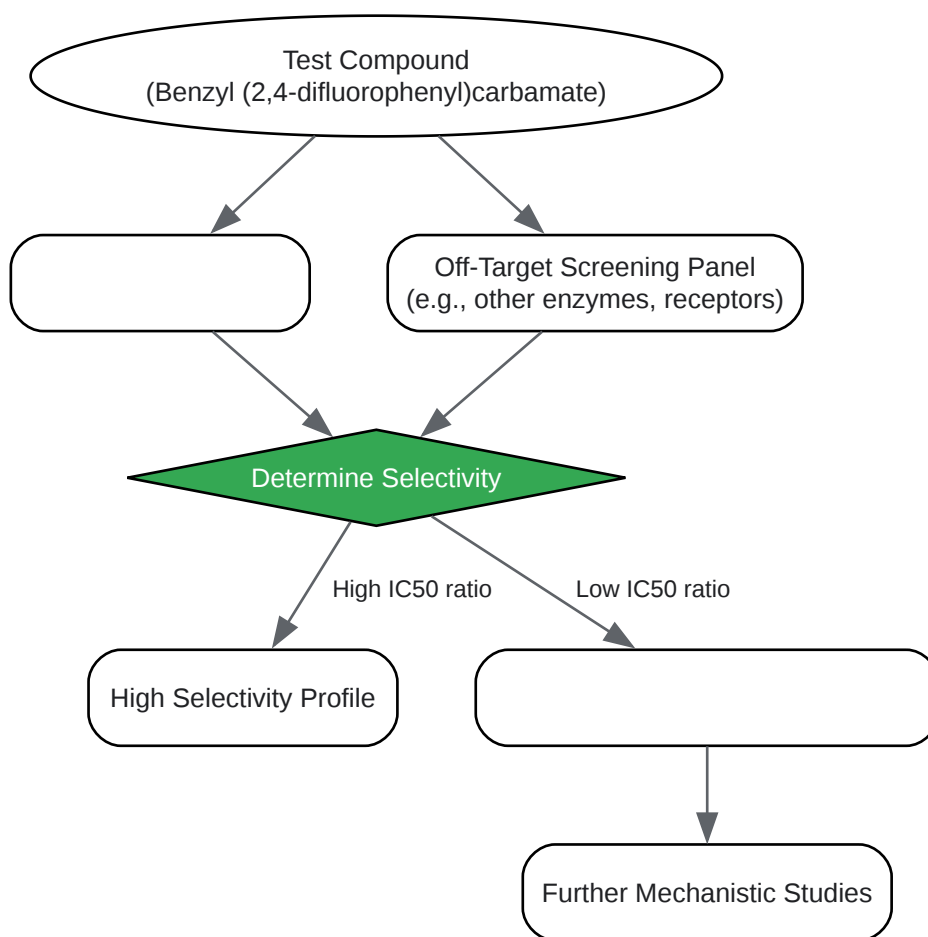 Test Compound
(Benzyl (2,4-difluorophenyl)carbamate)
Off-Target Screening Panel
(e.g., other enzymes, receptors)
Determine Selectivity
High IC50 ratio
Low IC50 ratio
High Selectivity Profile
Further Mechanistic Studies